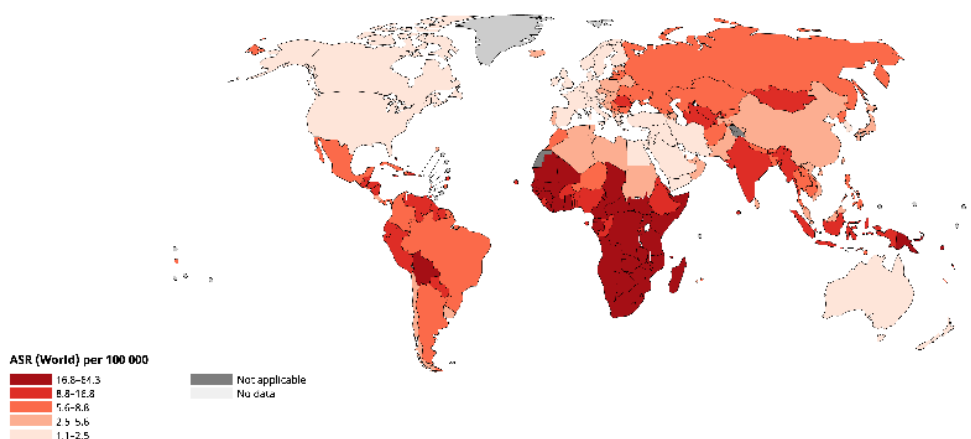 ASR (World) per 100 000
16.8–64.3
8.8–16.8
5.6–8.8
2.5–5.6
1.1–2.5
Not applicable
No data